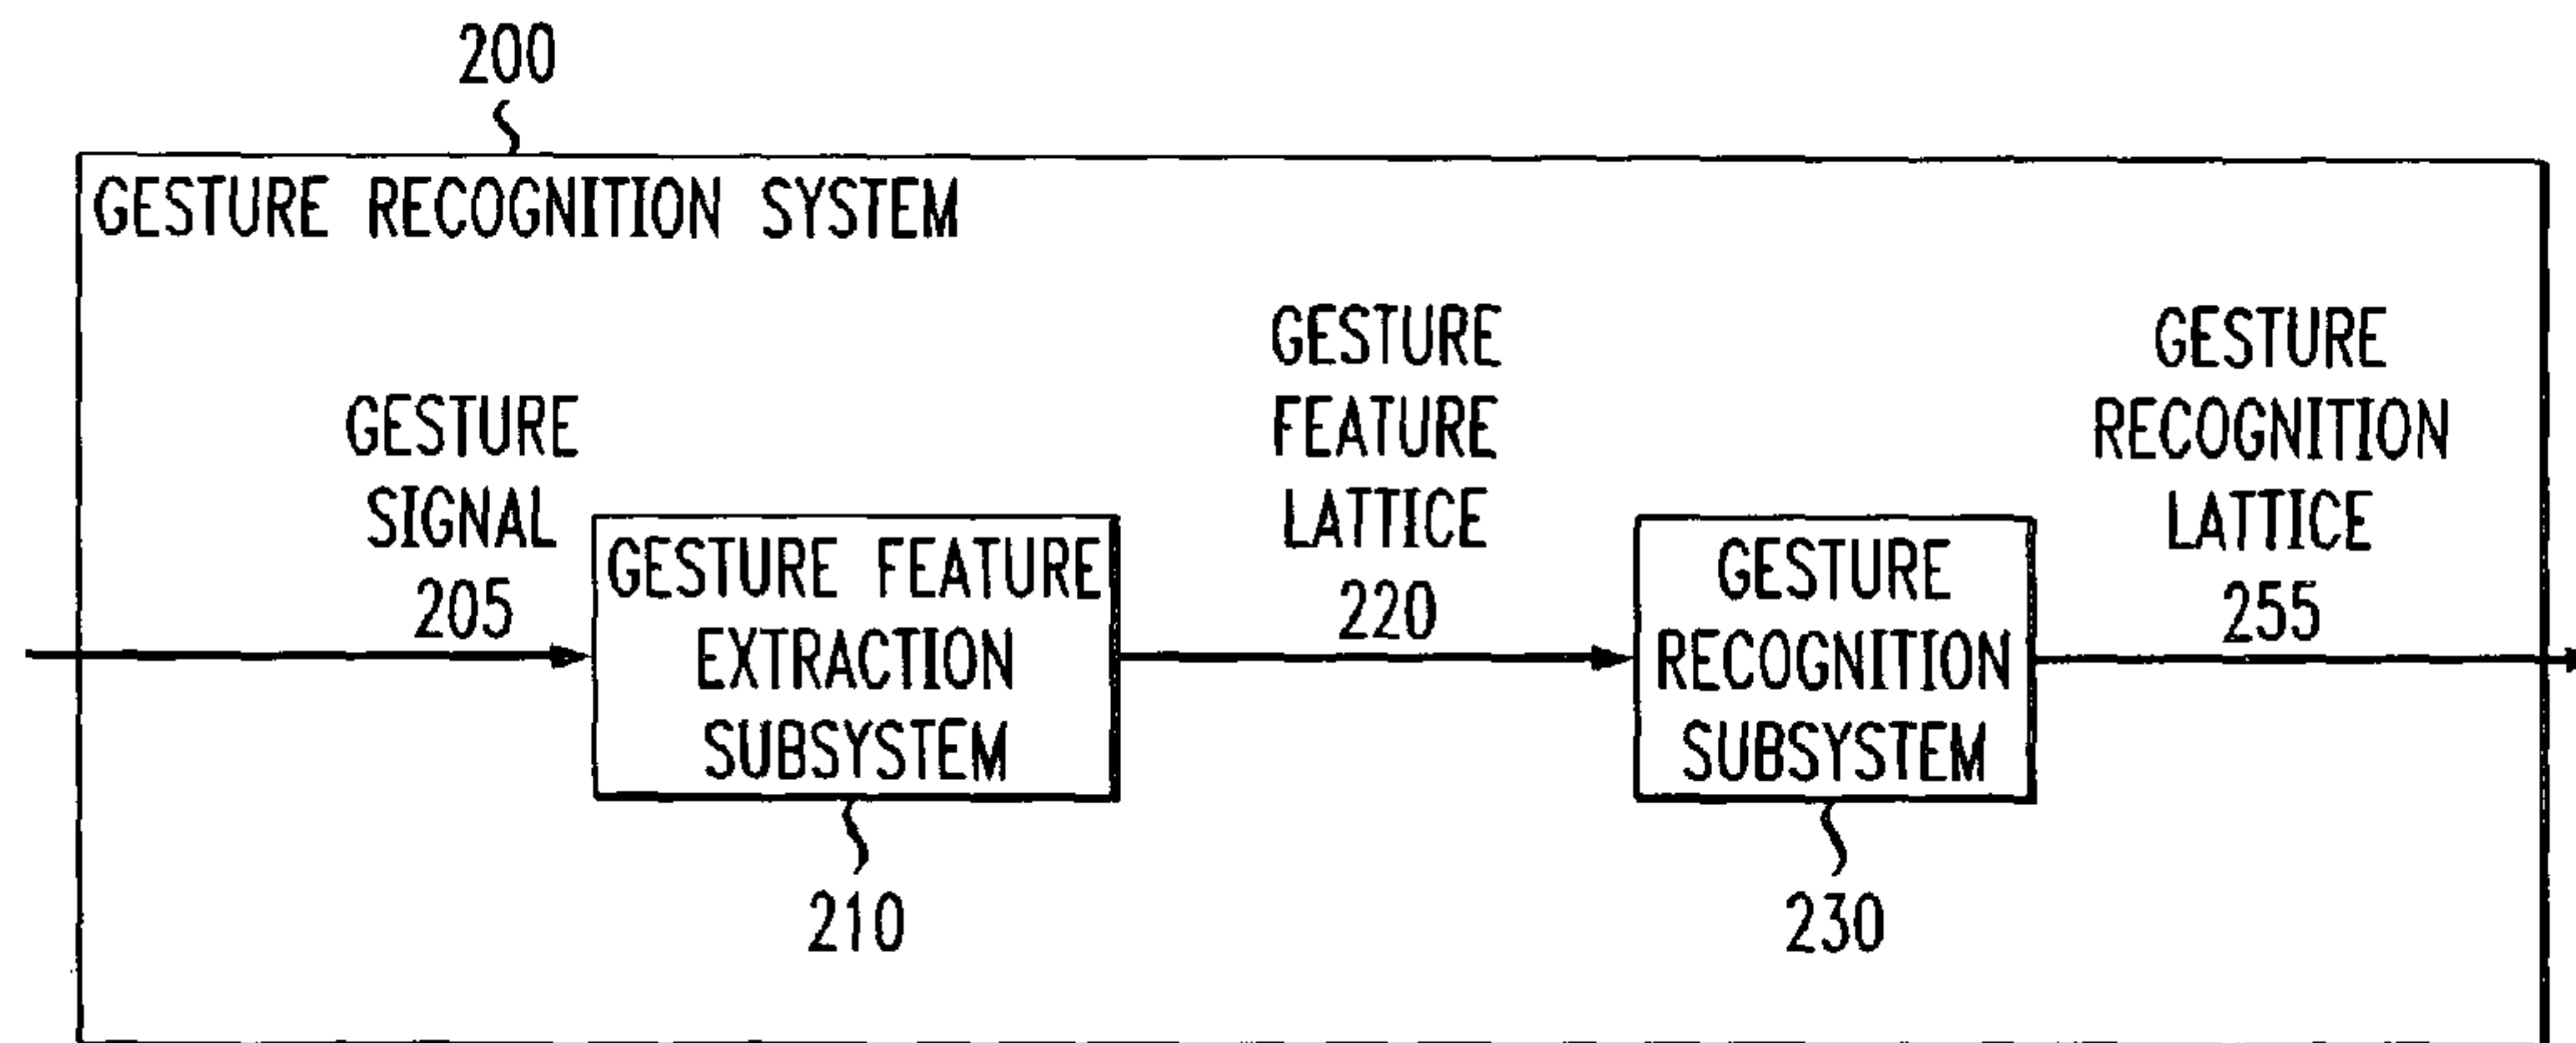 200
GESTURE RECOGNITION SYSTEM
GESTURE
SIGNAL
205
GESTURE FEATURE
EXTRACTION
SUBSYSTEM
210
GESTURE
FEATURE
LATTICE
220
GESTURE
RECOGNITION
SUBSYSTEM
230
GESTURE
RECOGNITION
LATTICE
255